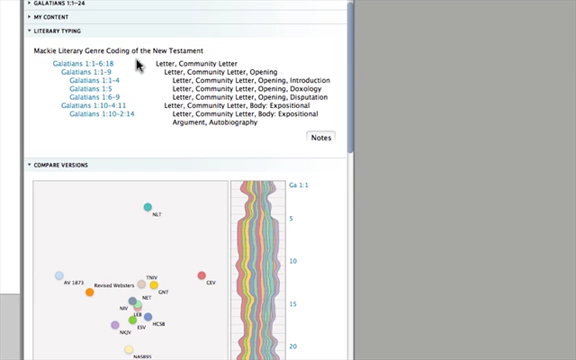 GALATIANS 1:1-24
MY CONTENT
LITERARY TYPING
Mackie Literary Genre Coding of the New Testament
Galatians 1:1-6:18 Letter, Community Letter
Galatians 1:1-9 Letter, Community Letter, Opening
Galatians 1:1-4 Letter, Community Letter, Opening, Introduction
Galatians 1:5 Letter, Community Letter, Opening, Doxology
Galatians 1:6-9 Letter, Community Letter, Opening, Disputation
Galatians 1:10-4:11 Letter, Community Letter, Body: Expositional
Galatians 1:10-2:14 Letter, Community Letter, Body: Expositional
Argument, Autobiography
Notes
COMPARE VERSIONS
Ga 1:1
NLT
5
10
AV 1873
TNIV
CEV
Revised Websters
GNT
NET
15
NIV
LEB
HCSB
NKJV
ESV
20
NASB95